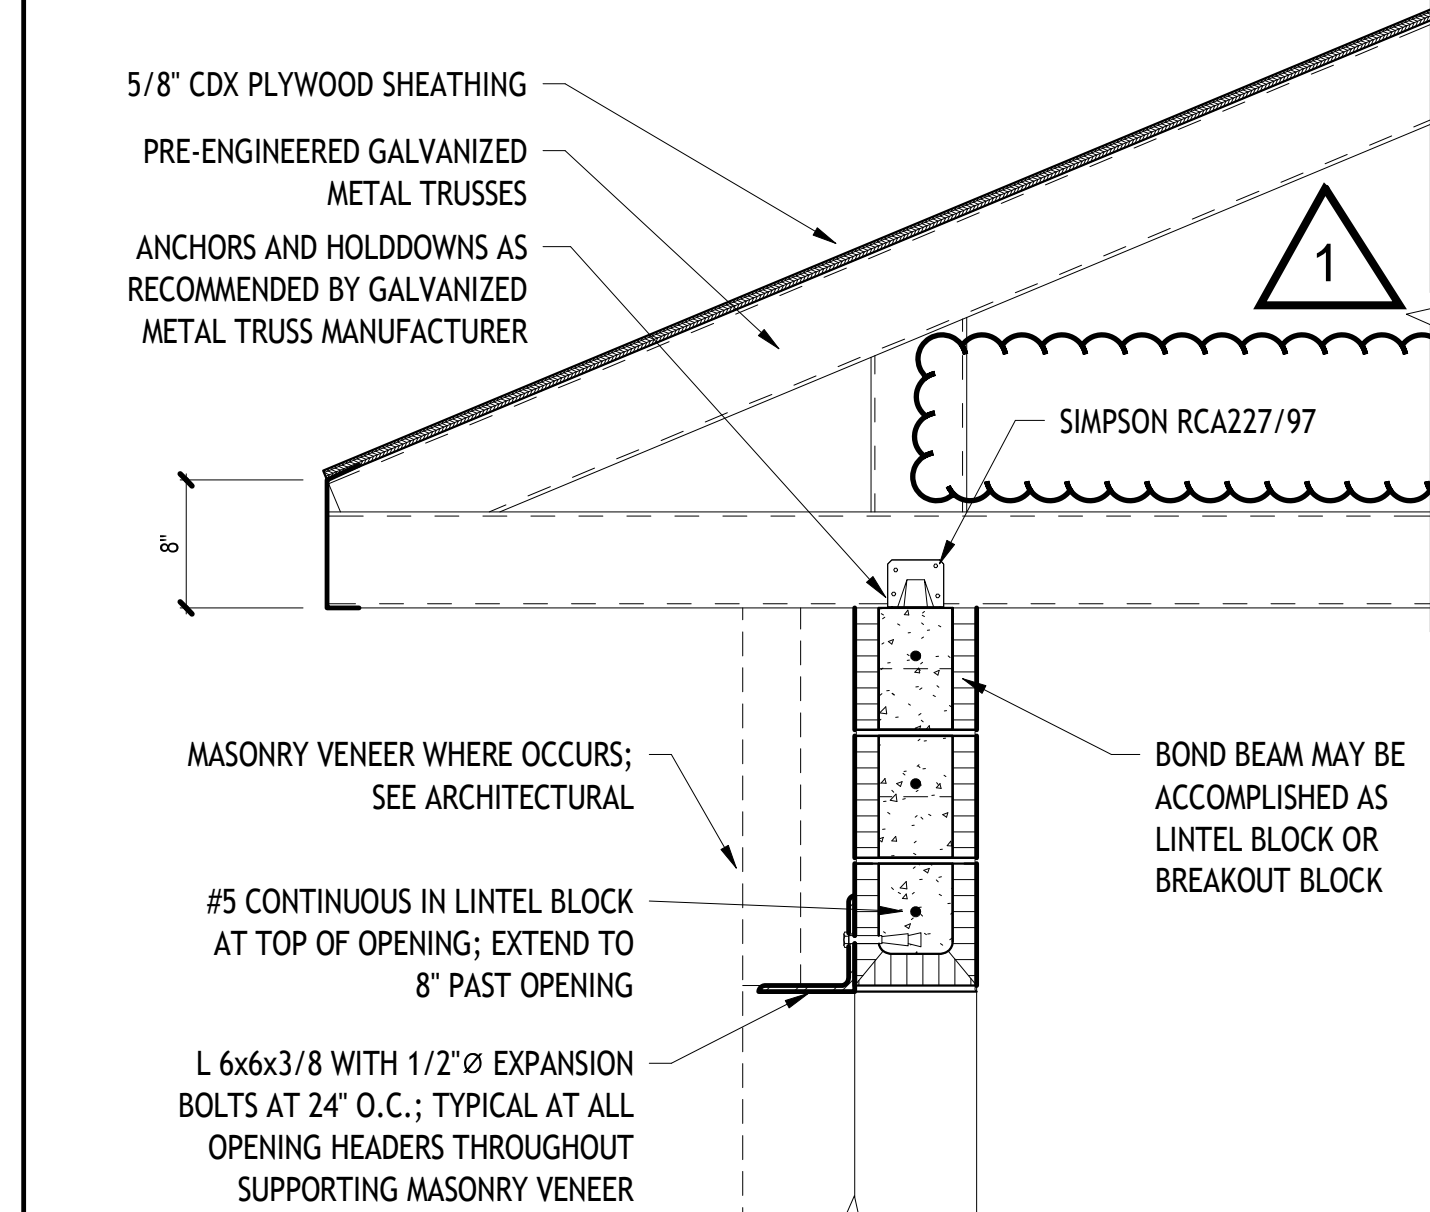 5/8" CDX PLYWOOD SHEATHING
PRE-ENGINEERED GALVANIZED
METAL TRUSSES
ANCHORS AND HOLDDOWNS AS
RECOMMENDED BY GALVANIZED
METAL TRUSS MANUFACTURER
1
SIMPSON RCA227/97
8"
MASONRY VENEER WHERE OCCURS;
SEE ARCHITECTURAL
BOND BEAM MAY BE
ACCOMPLISHED AS
LINTEL BLOCK OR
BREAKOUT BLOCK
#5 CONTINUOUS IN LINTEL BLOCK
AT TOP OF OPENING; EXTEND TO
8" PAST OPENING
L 6x6x3/8 WITH 1/2"Ø EXPANSION
BOLTS AT 24" O.C.; TYPICAL AT ALL
OPENING HEADERS THROUGHOUT
SUPPORTING MASONRY VENEER